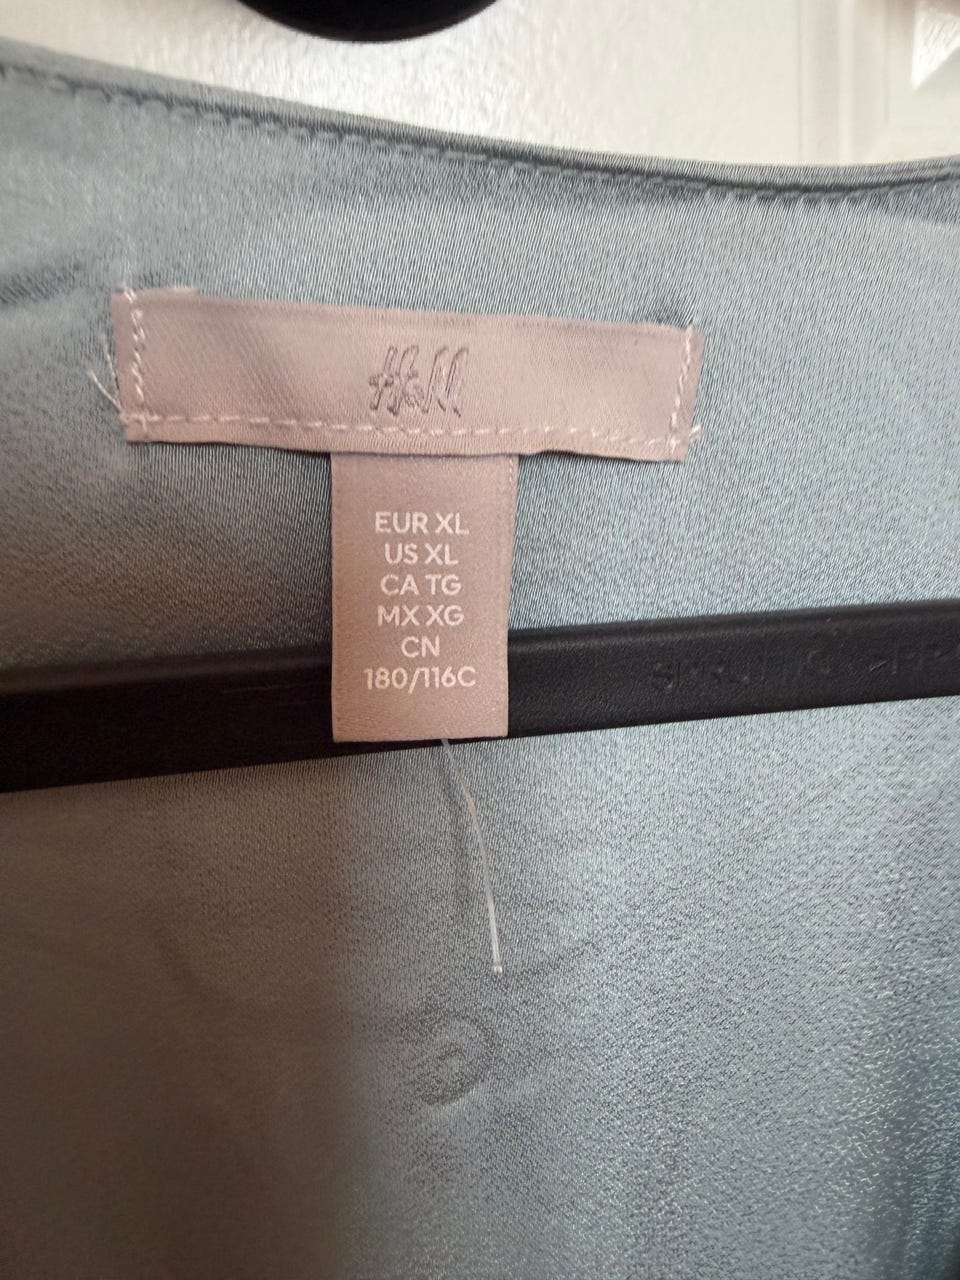 H&M
EUR XL
US XL
CA TG
MX XG
CN
180/116C